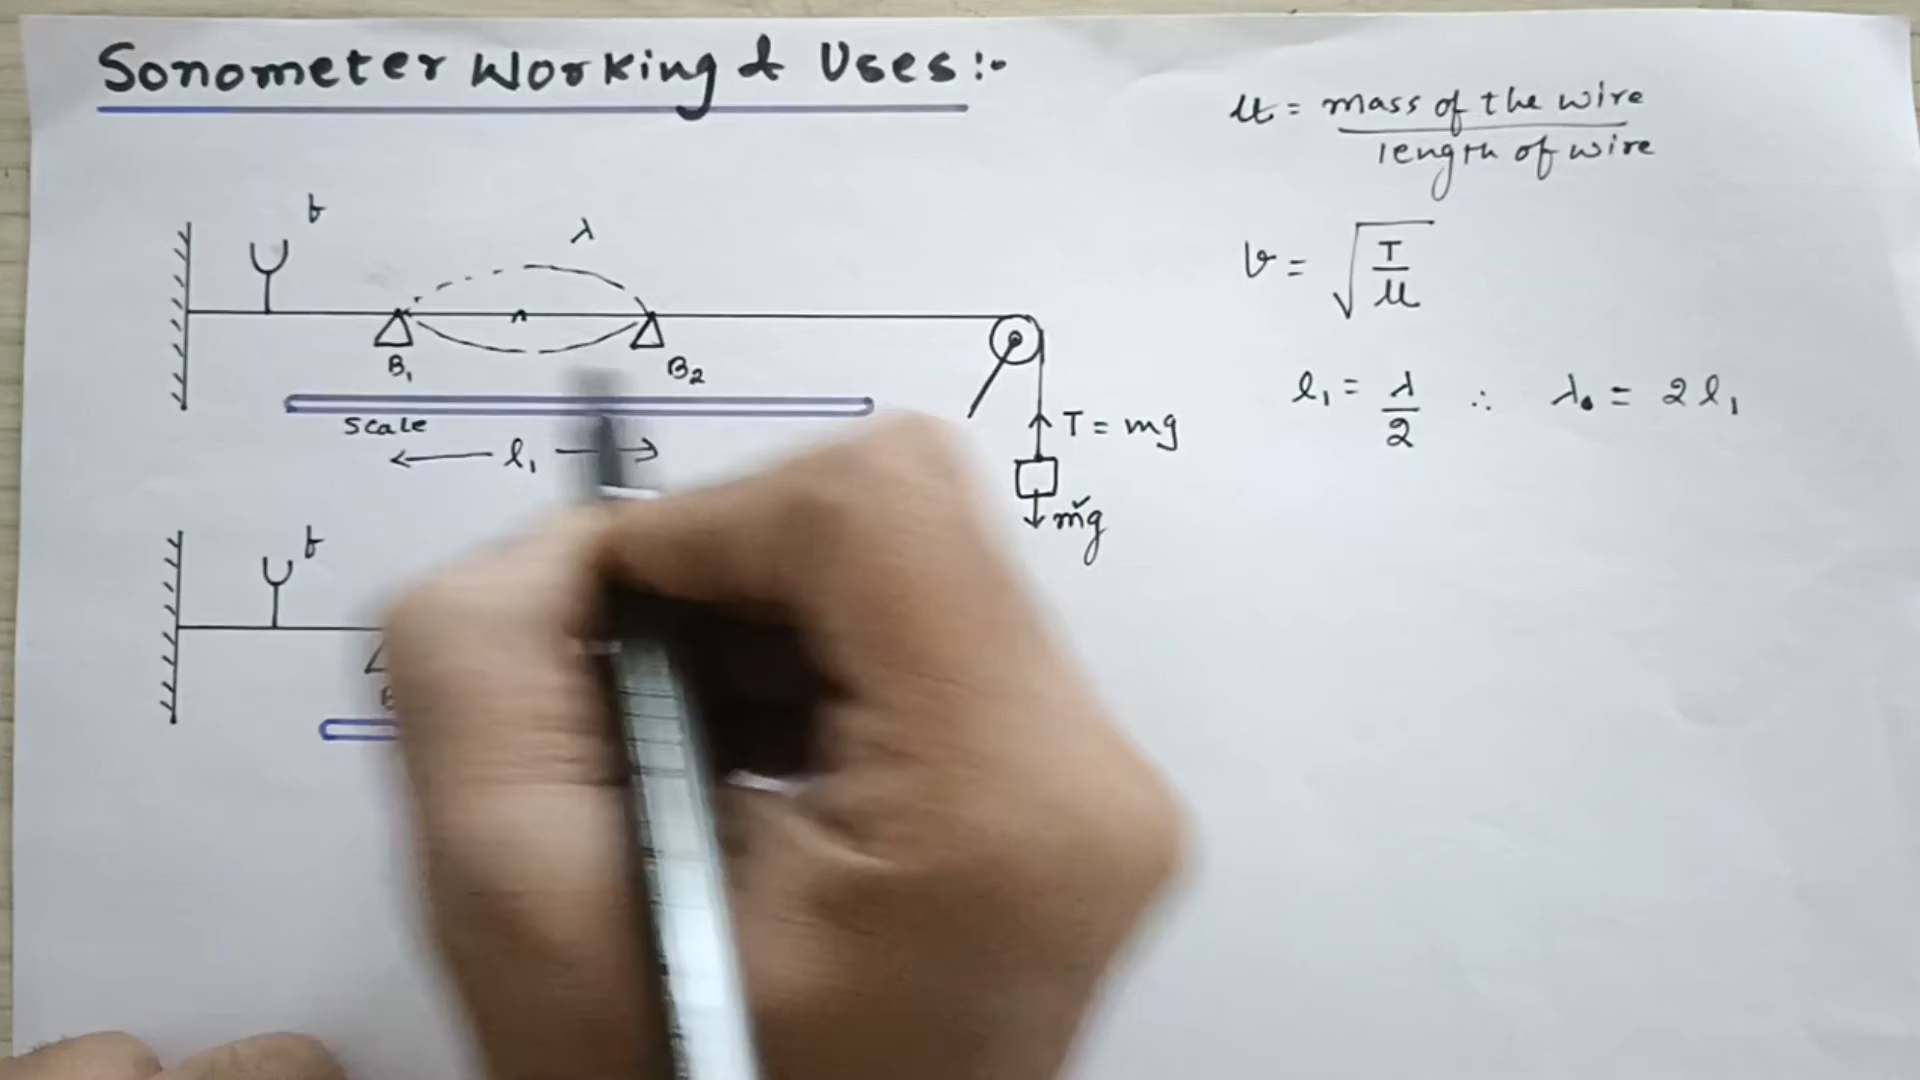 Sonometer Working & Uses :-
μ = mass of the wire / length of wire
f
λ
v = √(T/μ)
B₁
B₂
l₁ = λ/2 ∴ λ = 2l₁
Scale
← l₁ →
T = mg
mg
f